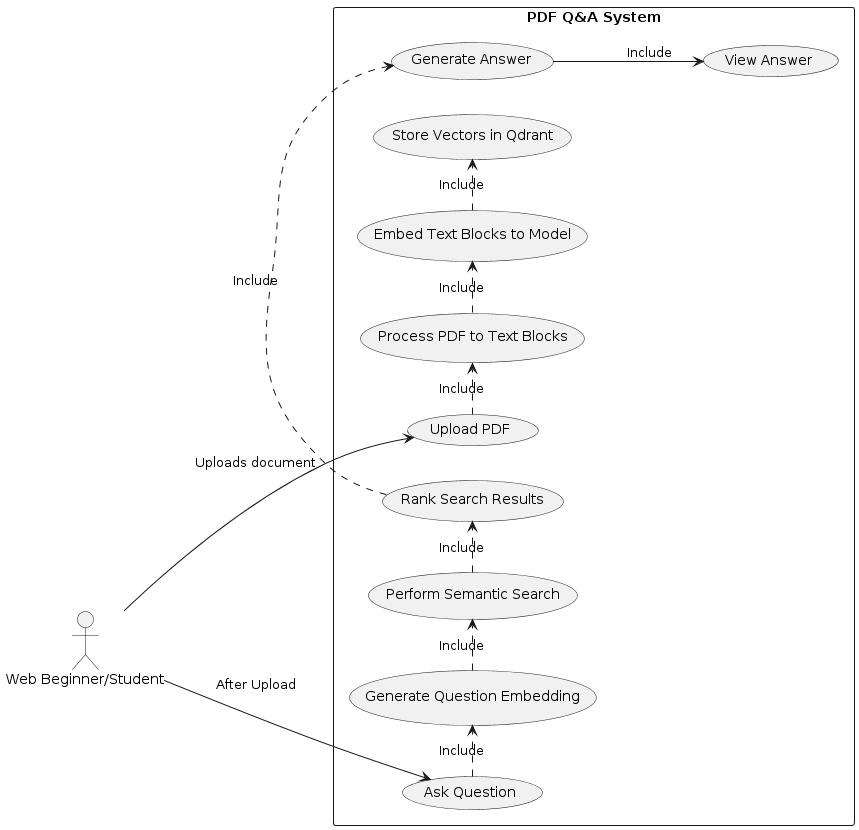 PDF Q&A System
Generate Answer
Include
View Answer
Store Vectors in Qdrant
Include
Embed Text Blocks to Model
Include
Include
Process PDF to Text Blocks
Include
Upload PDF
Uploads document
Rank Search Results
Include
Perform Semantic Search
Include
Web Beginner/Student
After Upload
Generate Question Embedding
Include
Ask Question